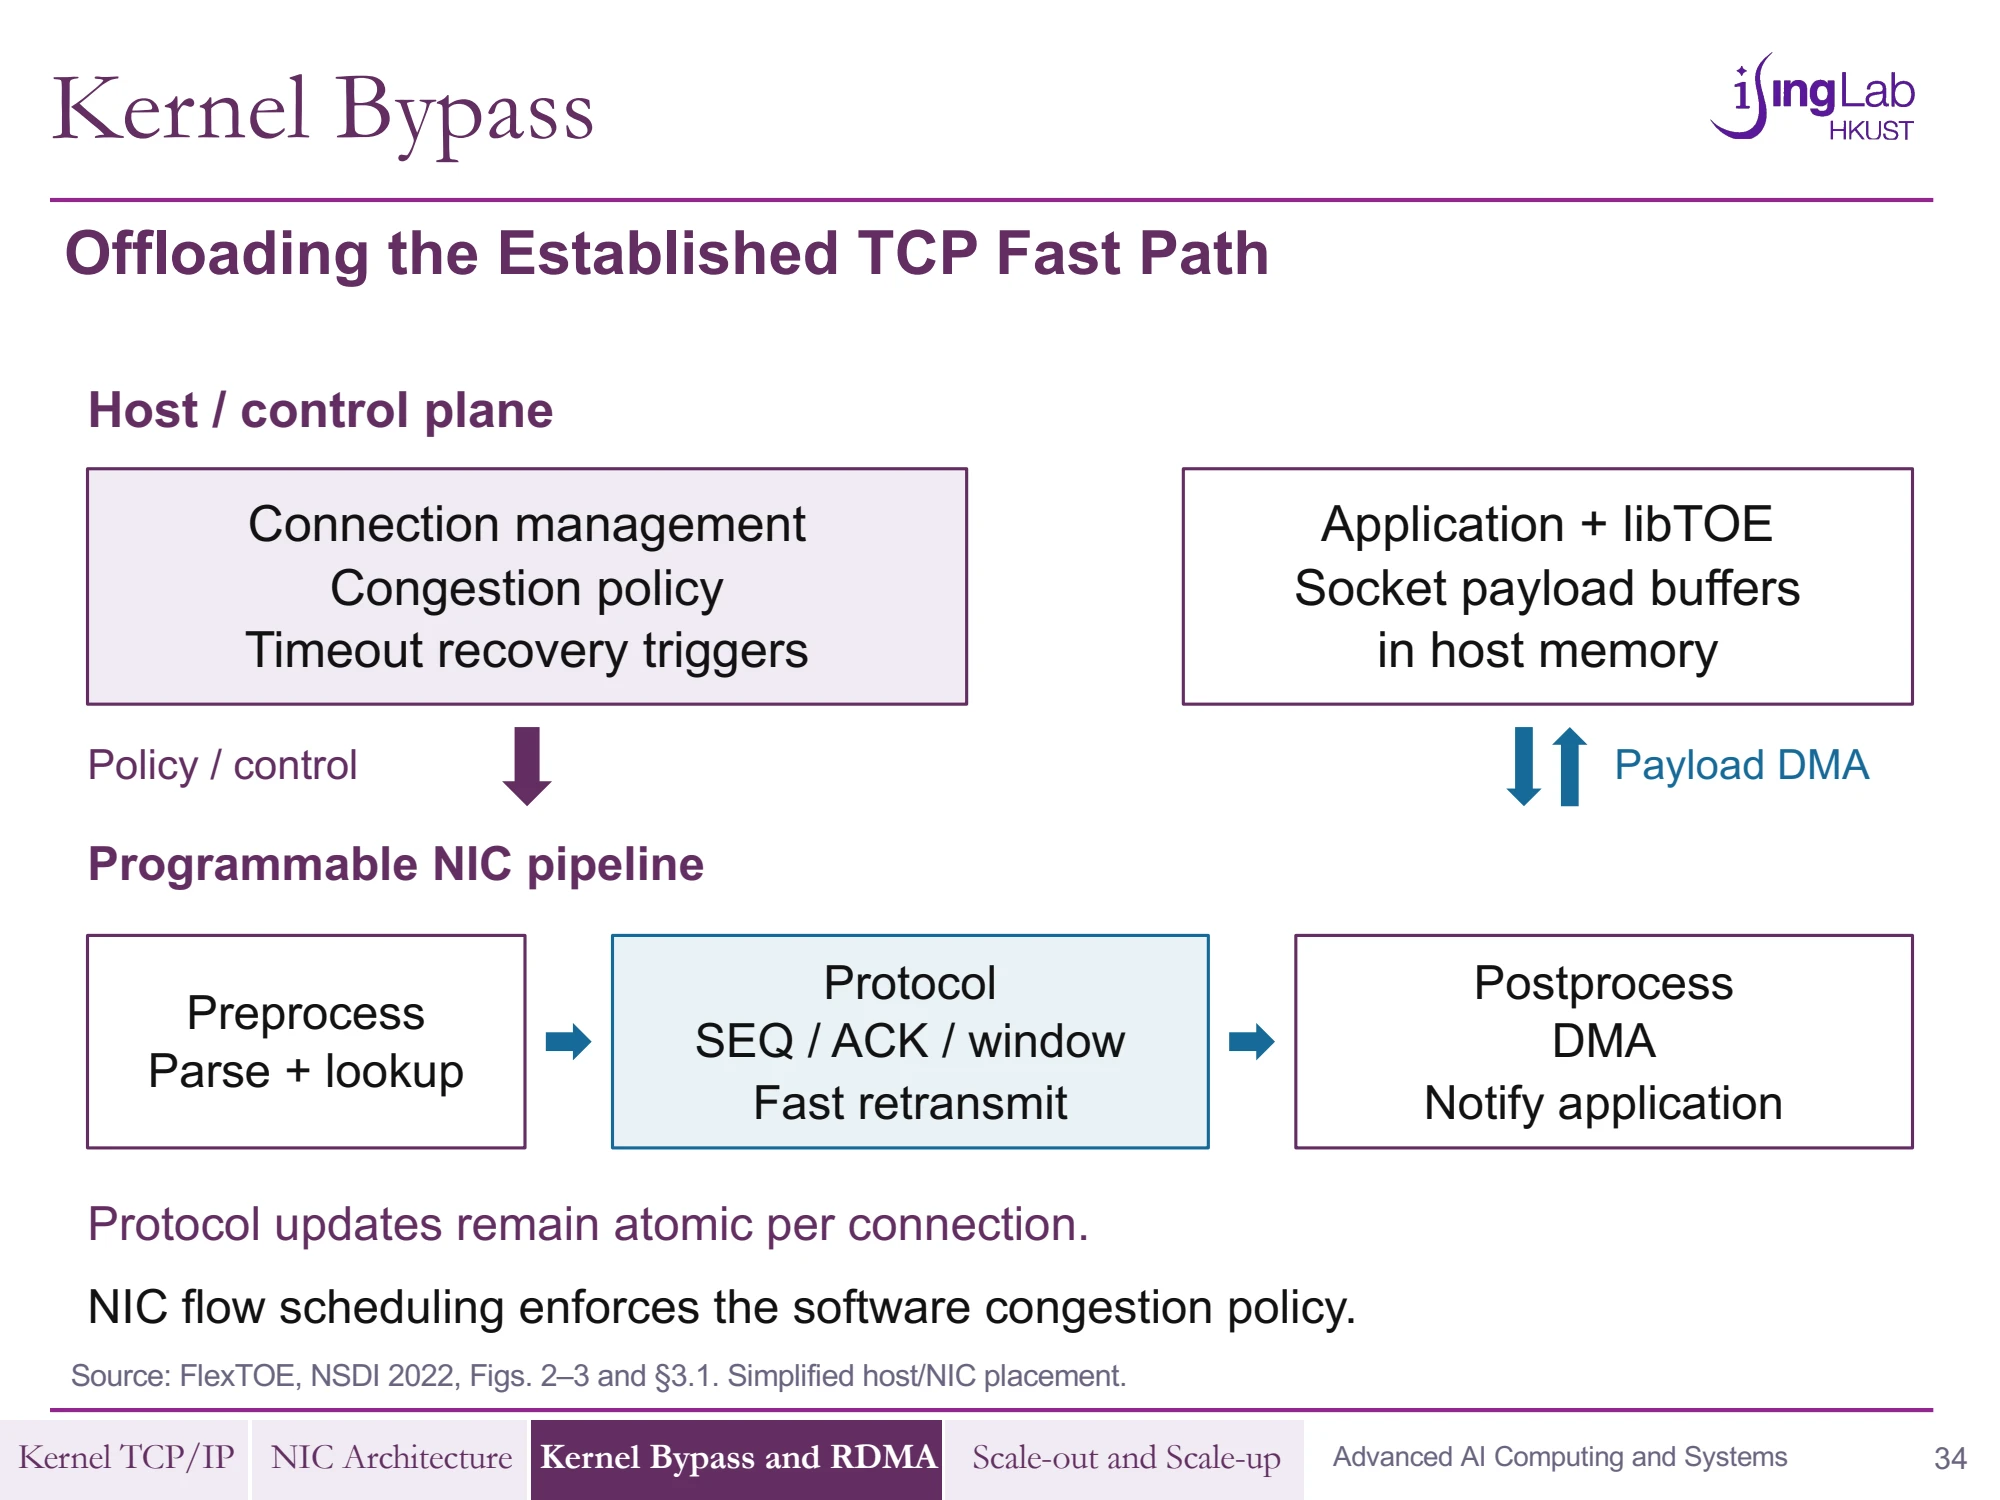 Kernel Bypass
isingLab
HKUST
Offloading the Established TCP Fast Path
Host / control plane
Connection management
Congestion policy
Timeout recovery triggers
Application + libTOE
Socket payload buffers
in host memory
Policy / control
Payload DMA
Programmable NIC pipeline
Preprocess
Parse + lookup
Protocol
SEQ / ACK / window
Fast retransmit
Postprocess
DMA
Notify application
Protocol updates remain atomic per connection.
NIC flow scheduling enforces the software congestion policy.
Source: FlexTOE, NSDI 2022, Figs. 2–3 and §3.1. Simplified host/NIC placement.
Kernel TCP/IP
NIC Architecture
Kernel Bypass and RDMA
Scale-out and Scale-up
Advanced AI Computing and Systems
34